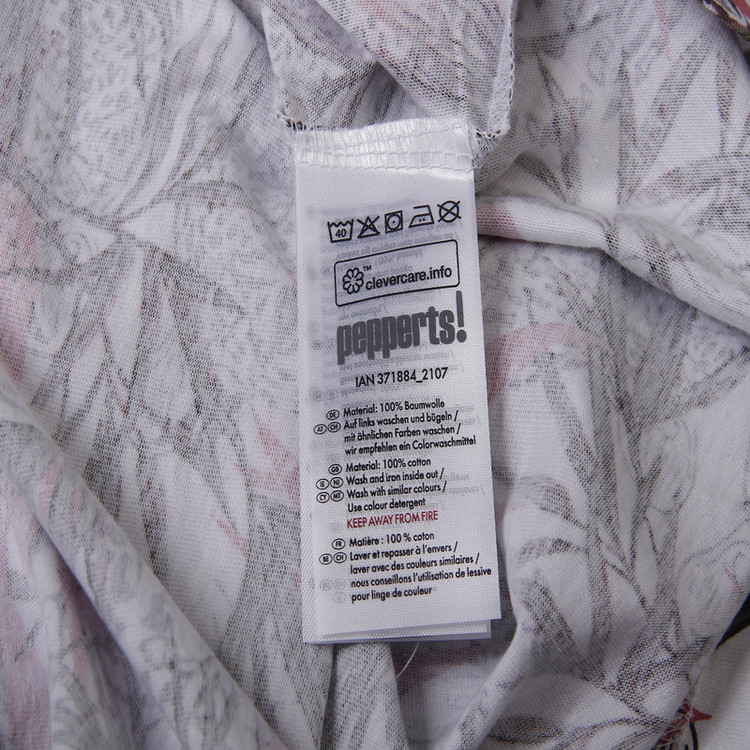 40
clevercare.info™
pepperts!
IAN 371884_2107
DE Material: 100% Baumwolle
AT CH Auf links waschen und bügeln /
mit ähnlichen Farben waschen /
wir empfehlen ein Colorwaschmittel
GB Material: 100% cotton
IE NI Wash and iron inside out /
CY MT Wash with similar colours /
Use colour detergent
KEEP AWAY FROM FIRE
FR Matière : 100 % coton
BE CH Laver et repasser à l'envers /
laver avec des couleurs similaires /
nous conseillons l'utilisation de lessive
pour linge de couleur